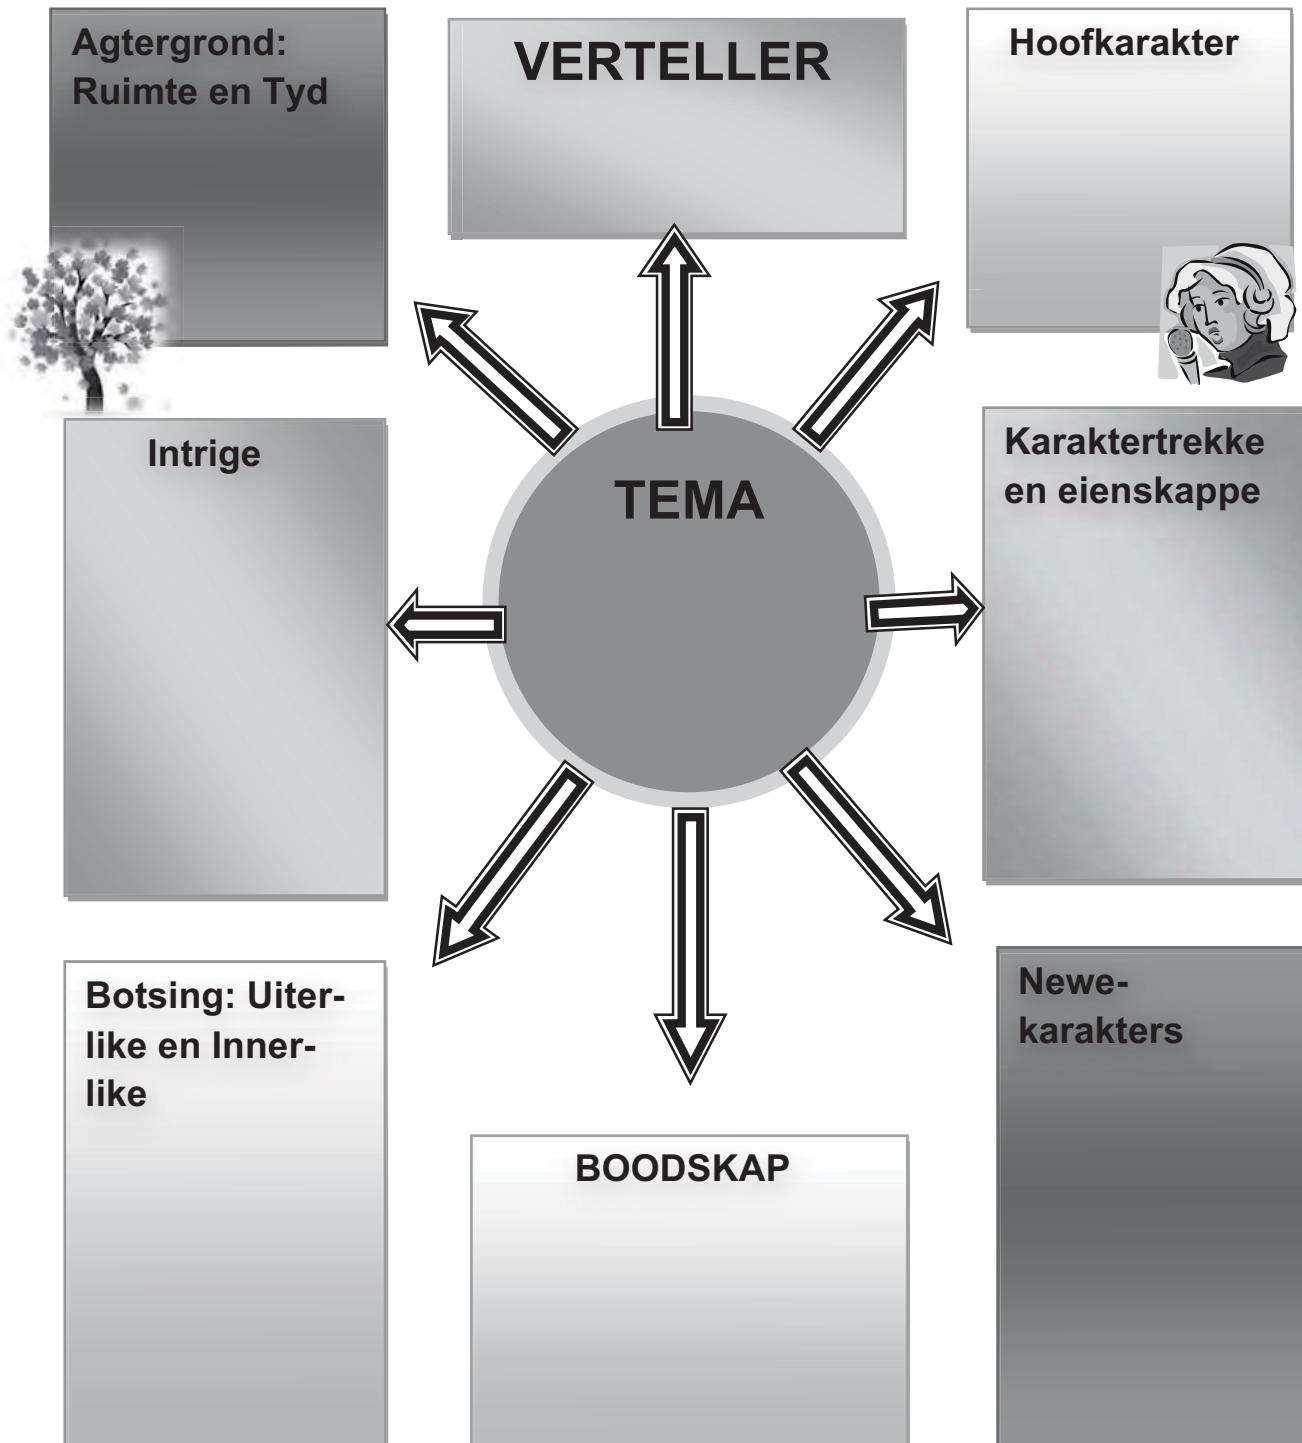 Agtergrond:
Ruimte en Tyd
VERTELLER
Hoofkarakter
Intrige
TEMA
Karaktertrekke
en eienskappe
Botsing: Uiter-
like en Inner-
like
BOODSKAP
Newe-
karakters